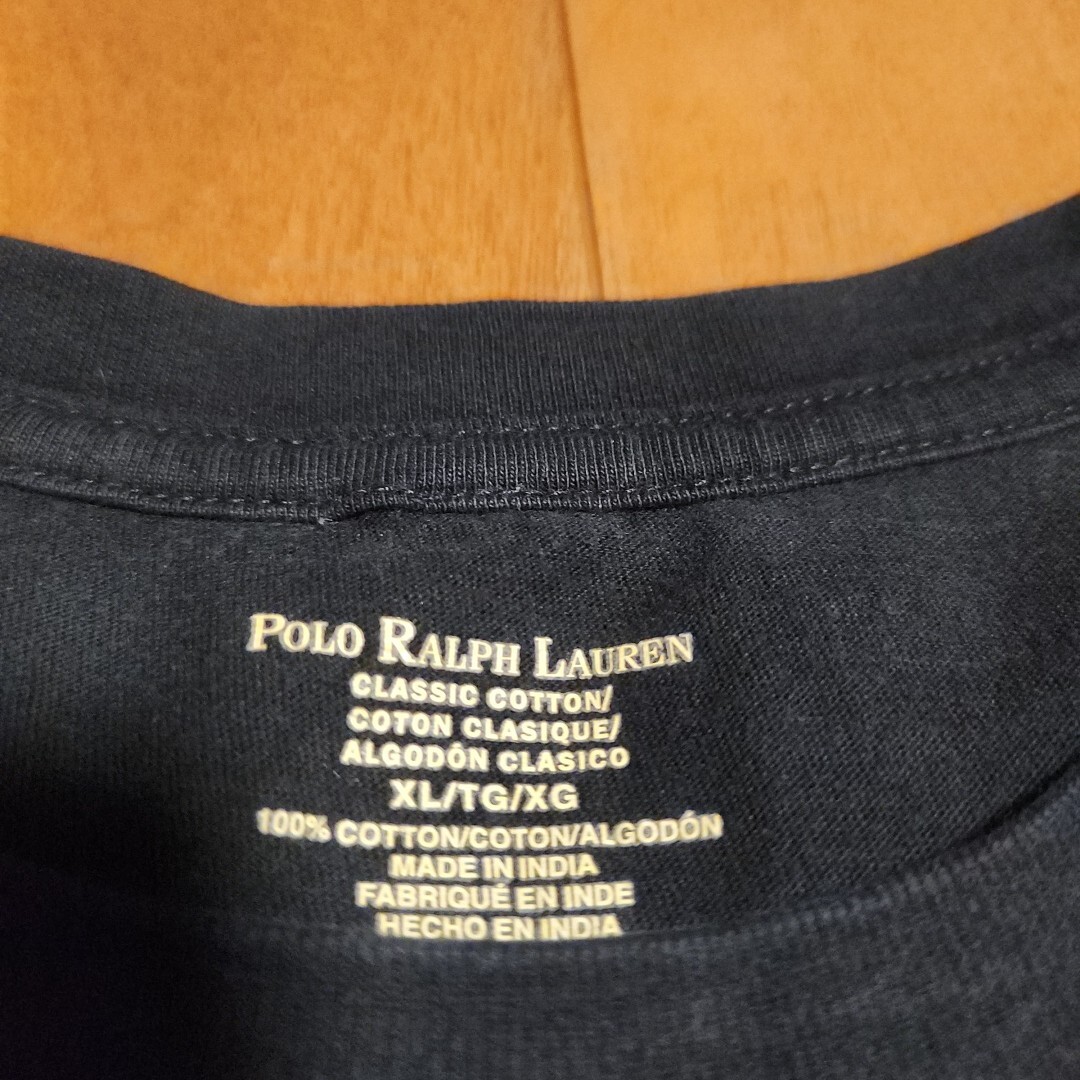 POLO RALPH LAUREN
CLASSIC COTTON/
COTON CLASIQUE/
ALGODÓN CLASICO
XL/TG/XG
100% COTTON/COTON/ALGODÓN
MADE IN INDIA
FABRIQUÉ EN INDE
HECHO EN INDIA